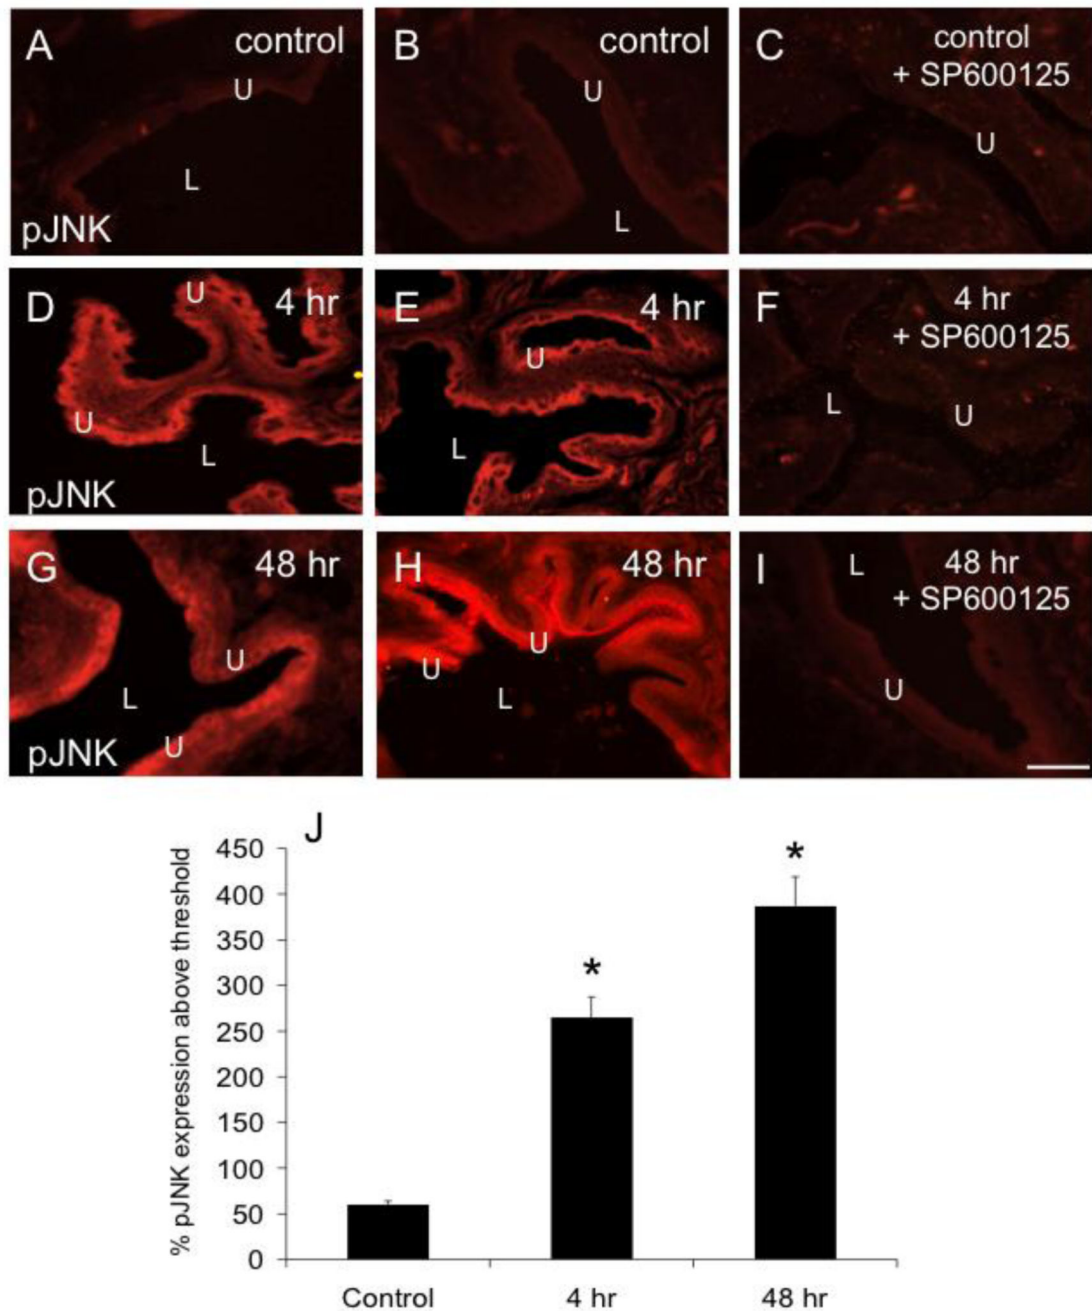 A
control
U
L
pJNK
B
control
U
L
C
control
+ SP600125
U
D
U
4 hr
U
L
pJNK
E
4 hr
U
L
F
4 hr
+ SP600125
L
U
G
48 hr
U
L
U
pJNK
H
48 hr
U
U
L
I
L
48 hr
+ SP600125
U
J
% pJNK expression above threshold
450
400
350
300
250
200
150
100
50
0
*
*
Control
4 hr
48 hr